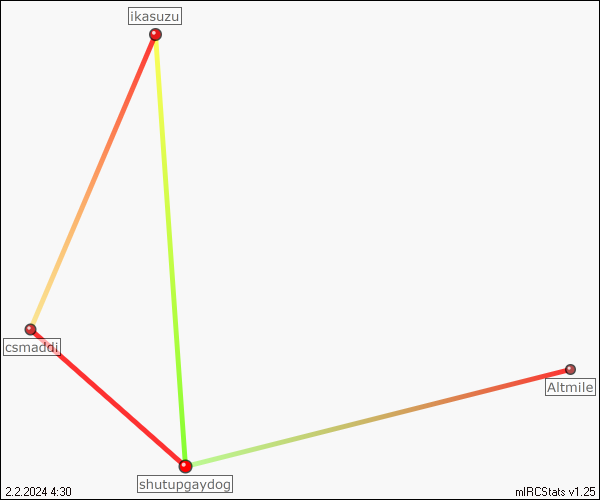 ikasuzu
csmaddi
Altmile
shutupgaydog
2.2.2024 4:30
mIRCStats v1.25